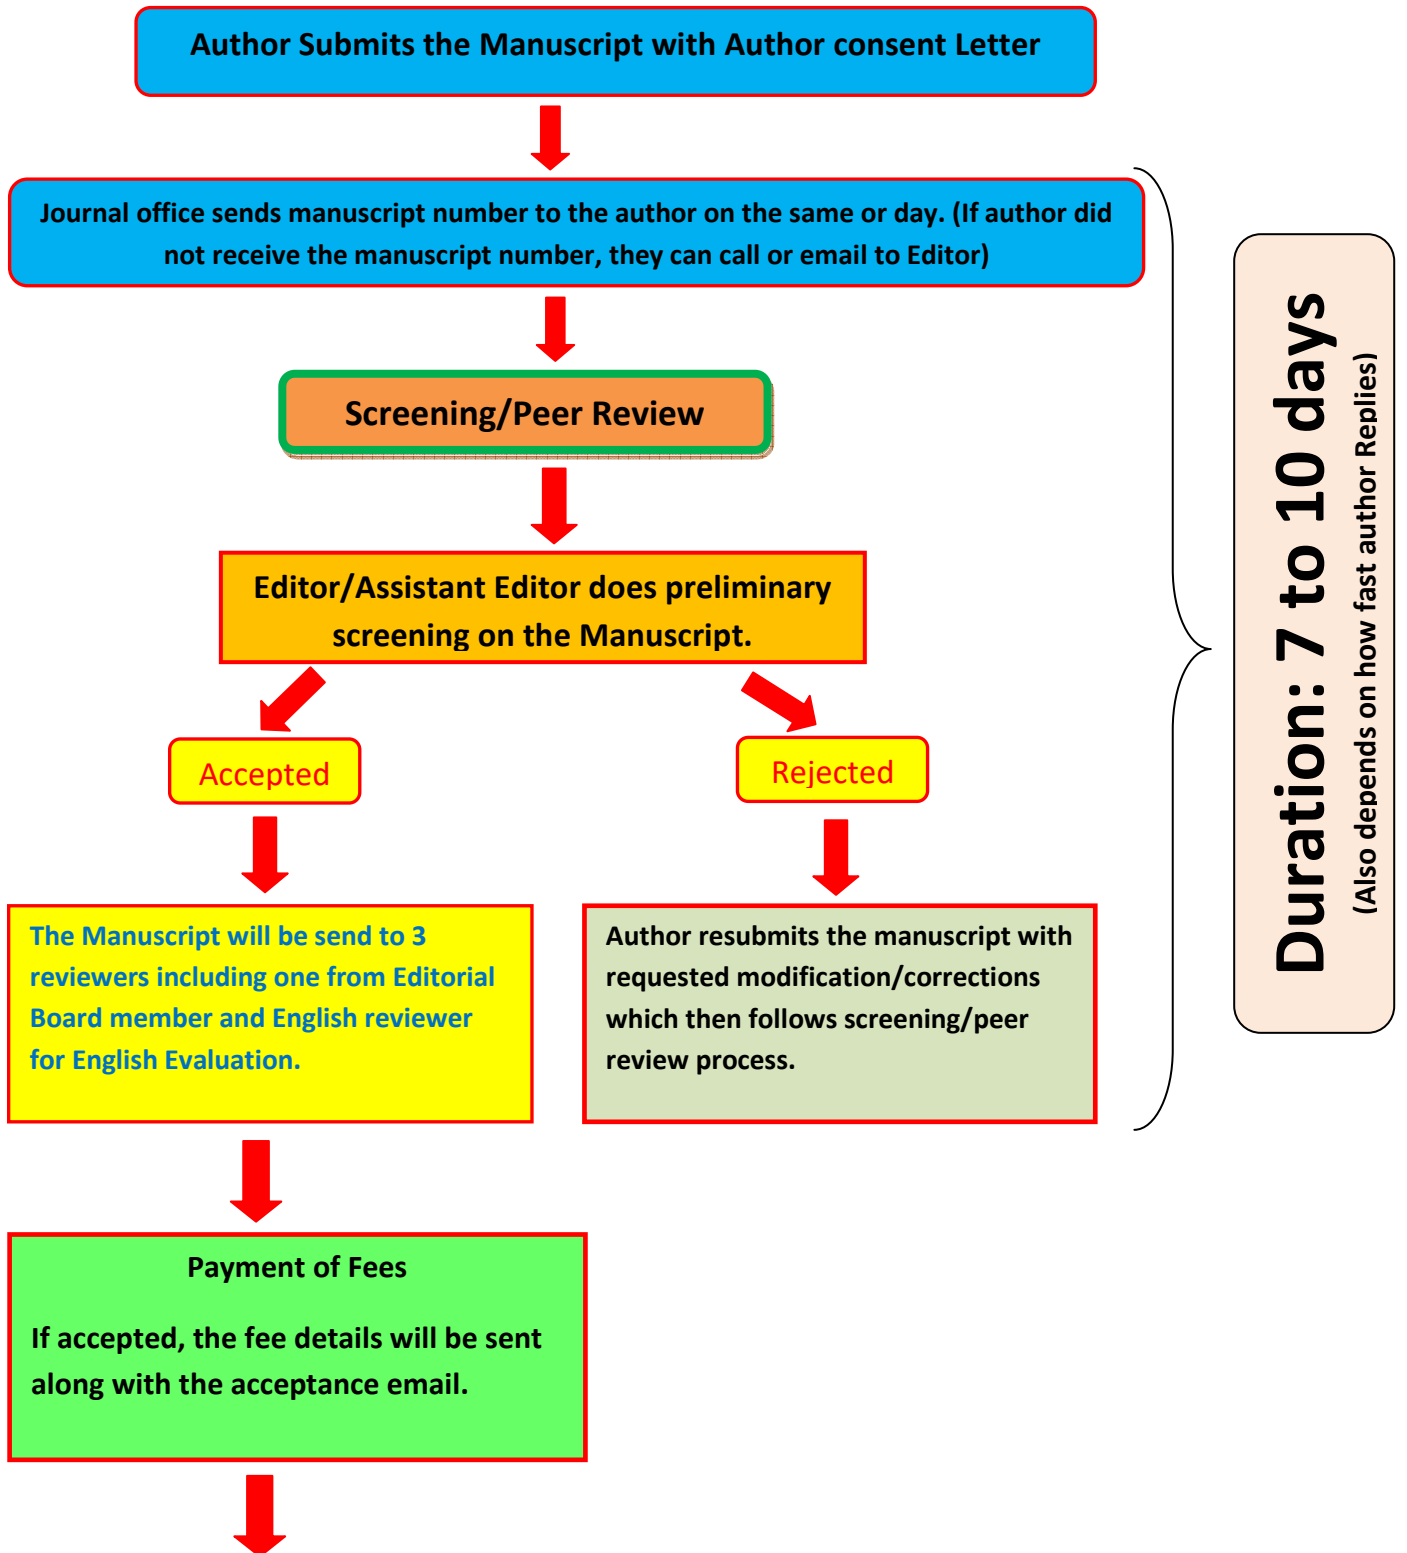 Author Submits the Manuscript with Author consent Letter
Journal office sends manuscript number to the author on the same or day. (If author did
not receive the manuscript number, they can call or email to Editor)
Screening/Peer Review
Editor/Assistant Editor does preliminary
screening on the Manuscript.
Accepted
Rejected
The Manuscript will be send to 3
reviewers including one from Editorial
Board member and English reviewer
for English Evaluation.
Author resubmits the manuscript with
requested modification/corrections
which then follows screening/peer
review process.
Duration: 7 to 10 days
(Also depends on how fast author Replies)
Payment of Fees
If accepted, the fee details will be sent
along with the acceptance email.